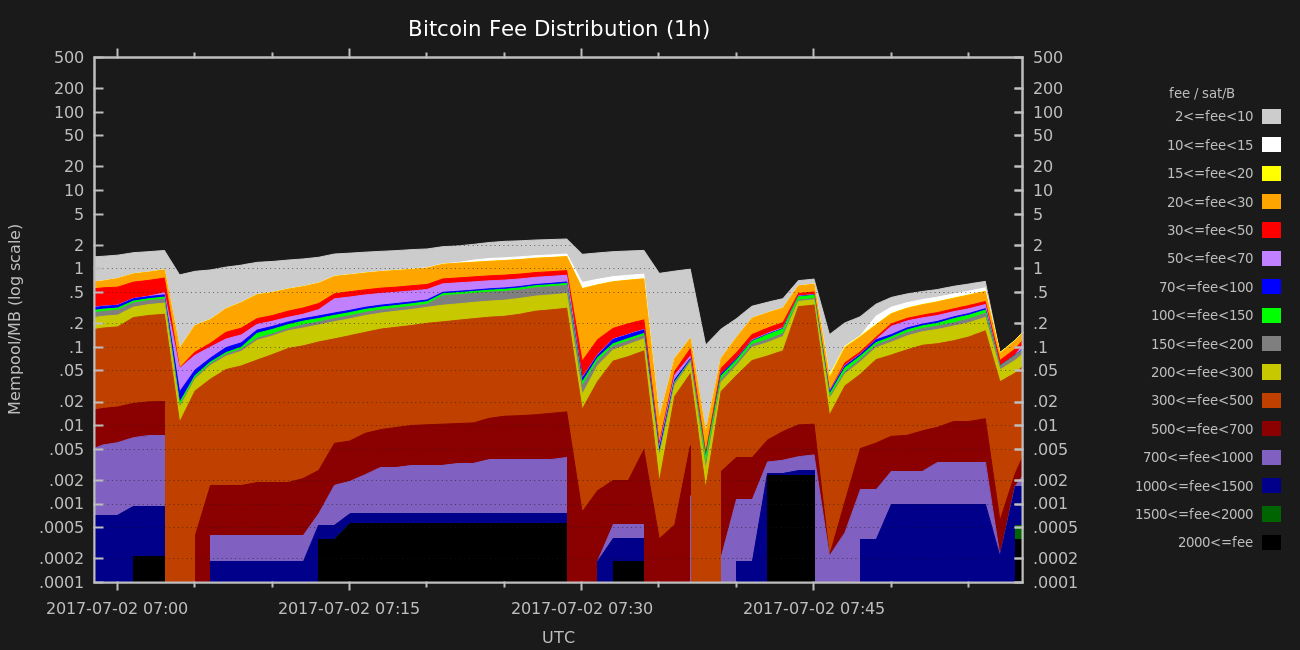 Bitcoin Fee Distribution (1h)
500
200
100
50
20
10
5
2
1
.5
.2
.1
.05
.02
.01
.005
.002
.001
.0005
.0002
.0001
Mempool/MB (log scale)
500
200
100
50
20
10
5
2
1
.5
.2
.1
.05
.02
.01
.005
.002
.001
.0005
.0002
.0001
2017-07-02 07:00 2017-07-02 07:15 2017-07-02 07:30 2017-07-02 07:45
UTC
fee / sat/B
2<=fee<10
10<=fee<15
15<=fee<20
20<=fee<30
30<=fee<50
50<=fee<70
70<=fee<100
100<=fee<150
150<=fee<200
200<=fee<300
300<=fee<500
500<=fee<700
700<=fee<1000
1000<=fee<1500
1500<=fee<2000
2000<=fee